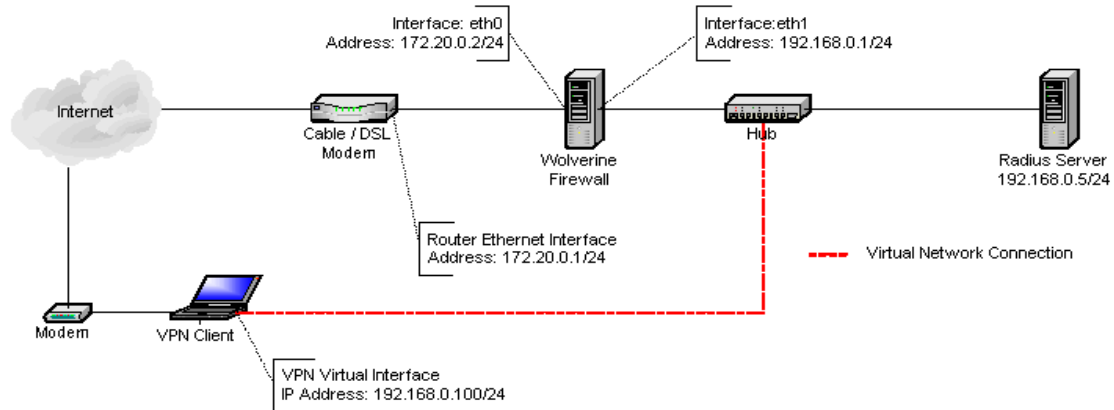 Interface: eth0
Address: 172.20.0.2/24
Interface:eth1
Address: 192.168.0.1/24
Internet
Cable / DSL
Modem
Wolverine
Firewall
Hub
Radius Server
192.168.0.5/24
Router Ethernet Interface
Address: 172.20.0.1/24
Virtual Network Connection
Modem
VPN Client
VPN Virtual Interface
IP Address: 192.168.0.100/24